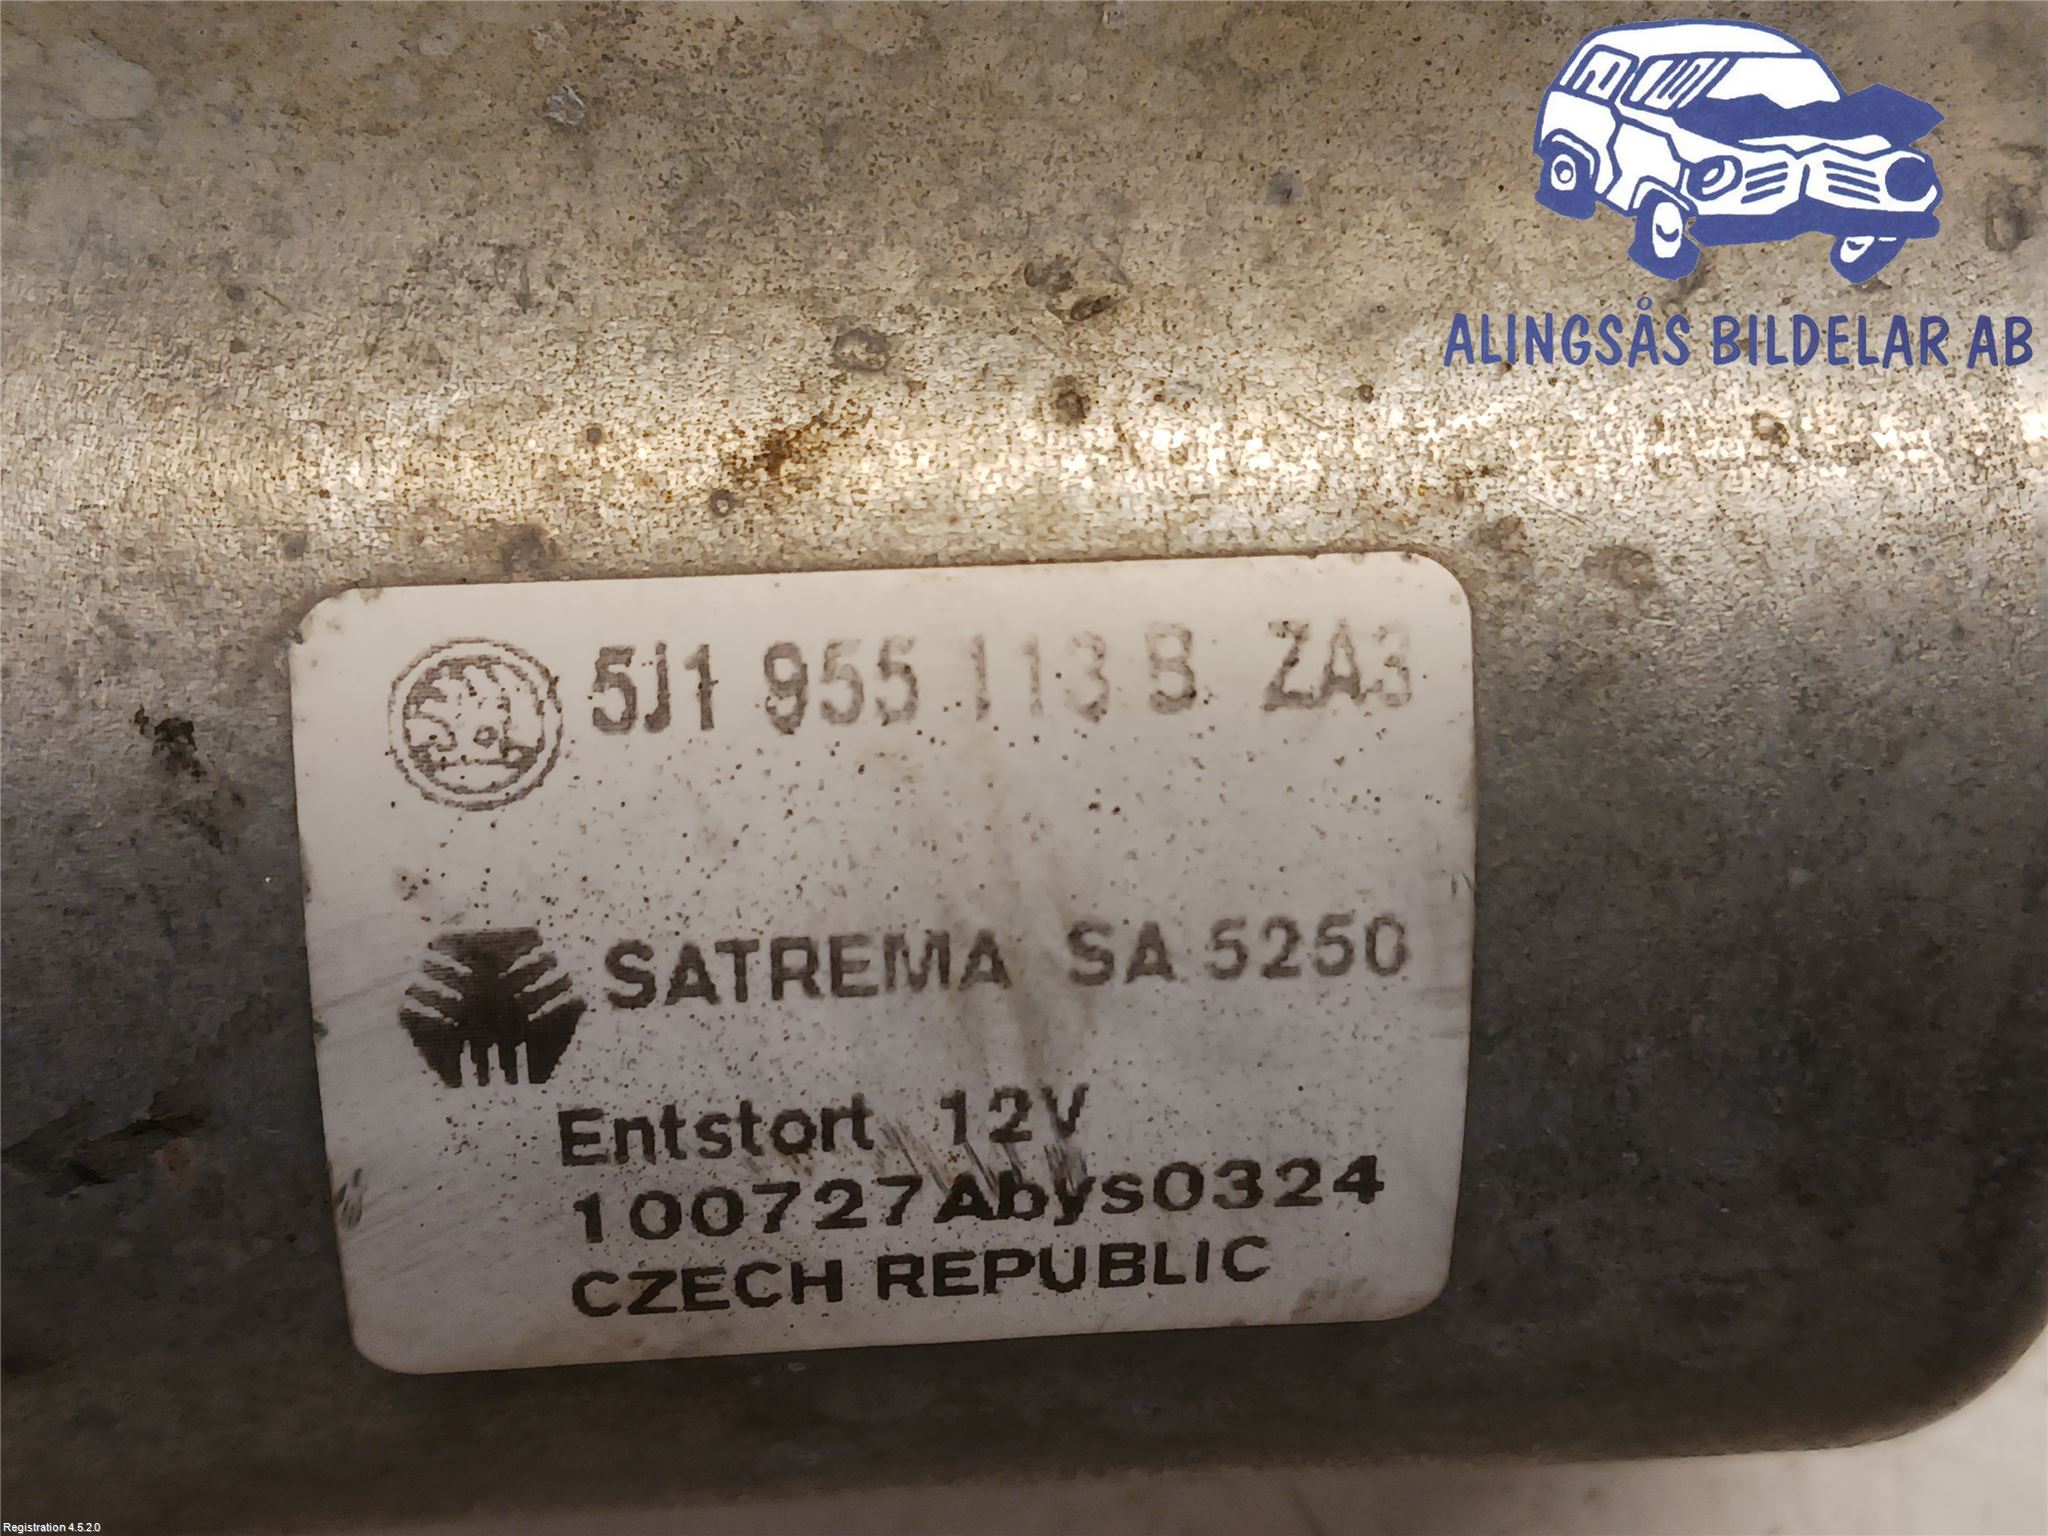 ALINGSÅS BILDELAR AB
5J1 955 113 B ZA3
SATREMA SA 5250
Entstort 12V
100727Abys0324
CZECH REPUBLIC
Registration 4.5.2.0